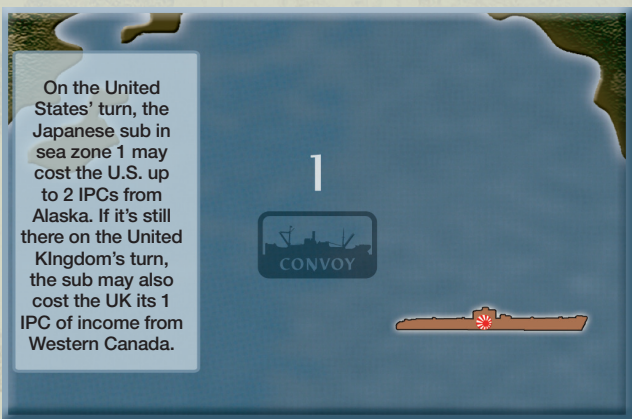 On the United
States' turn, the
Japanese sub in
sea zone 1 may
cost the U.S. up
to 2 IPCs from
Alaska. If it's still
there on the United
KIngdom's turn,
the sub may also
cost the UK its 1
IPC of income from
Western Canada.
1
CONVOY